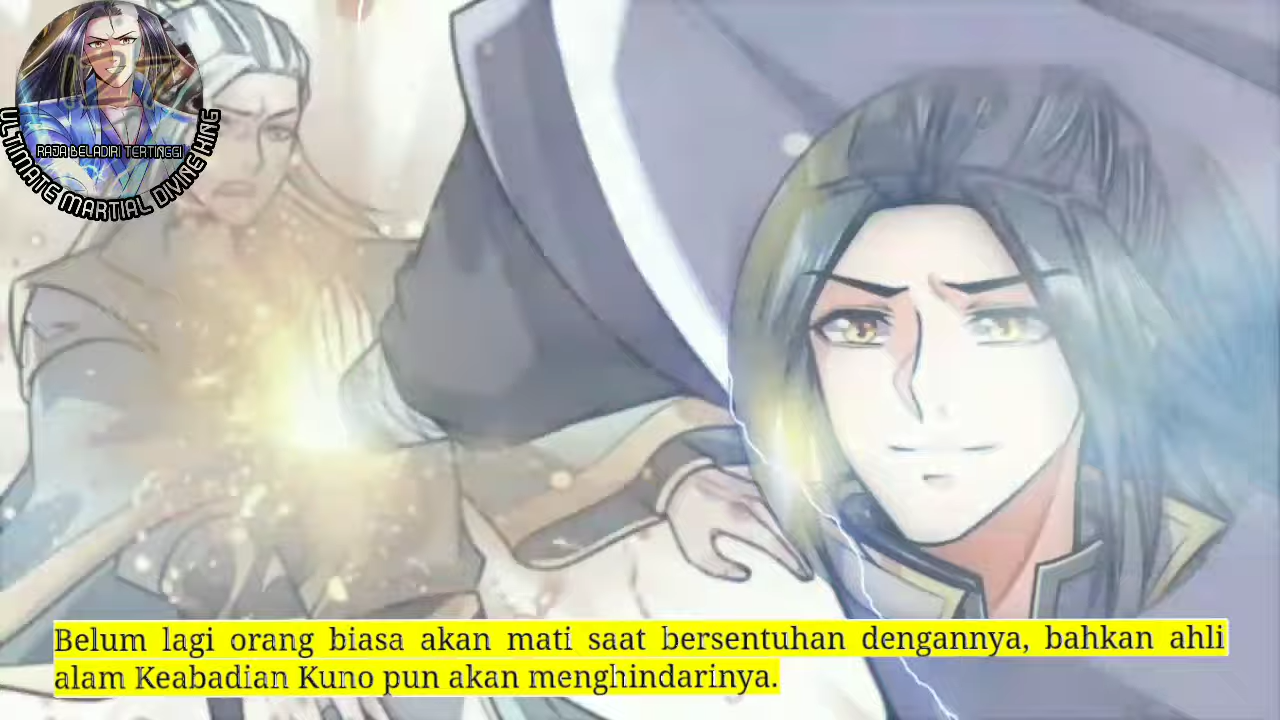 RAJA BELADIRI TERTINGGI
ULTIMATE MARTIAL DIVINE KING
Belum lagi orang biasa akan mati saat bersentuhan dengannya, bahkan ahli
alam Keabadian Kuno pun akan menghindarinya.